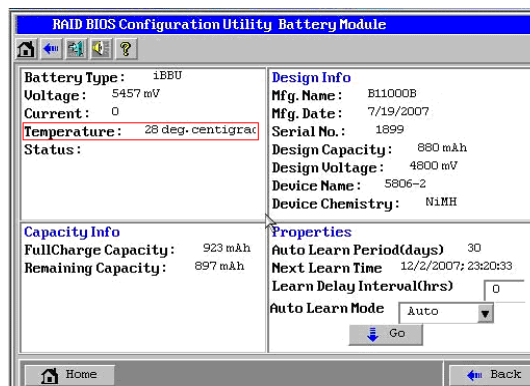 RAID BIOS Configuration Utility Battery Module
Battery Type: iBBU
Voltage: 5457 mV
Current: 0
Temperature: 28 deg.centigrac
Status:
Design Info
Mfg. Name: B11000B
Mfg. Date: 7/19/2007
Serial No.: 1899
Design Capacity: 880 mAh
Design Voltage: 4800 mV
Device Name: 5806-2
Device Chemistry: NiMH
Capacity Info
FullCharge Capacity: 923 mAh
Remaining Capacity: 897 mAh
Properties
Auto Learn Period(days) 30
Next Learn Time 12/2/2007; 23:20:33
Learn Delay Interval(hrs) 0
Auto Learn Mode Auto
Go
Home
Back